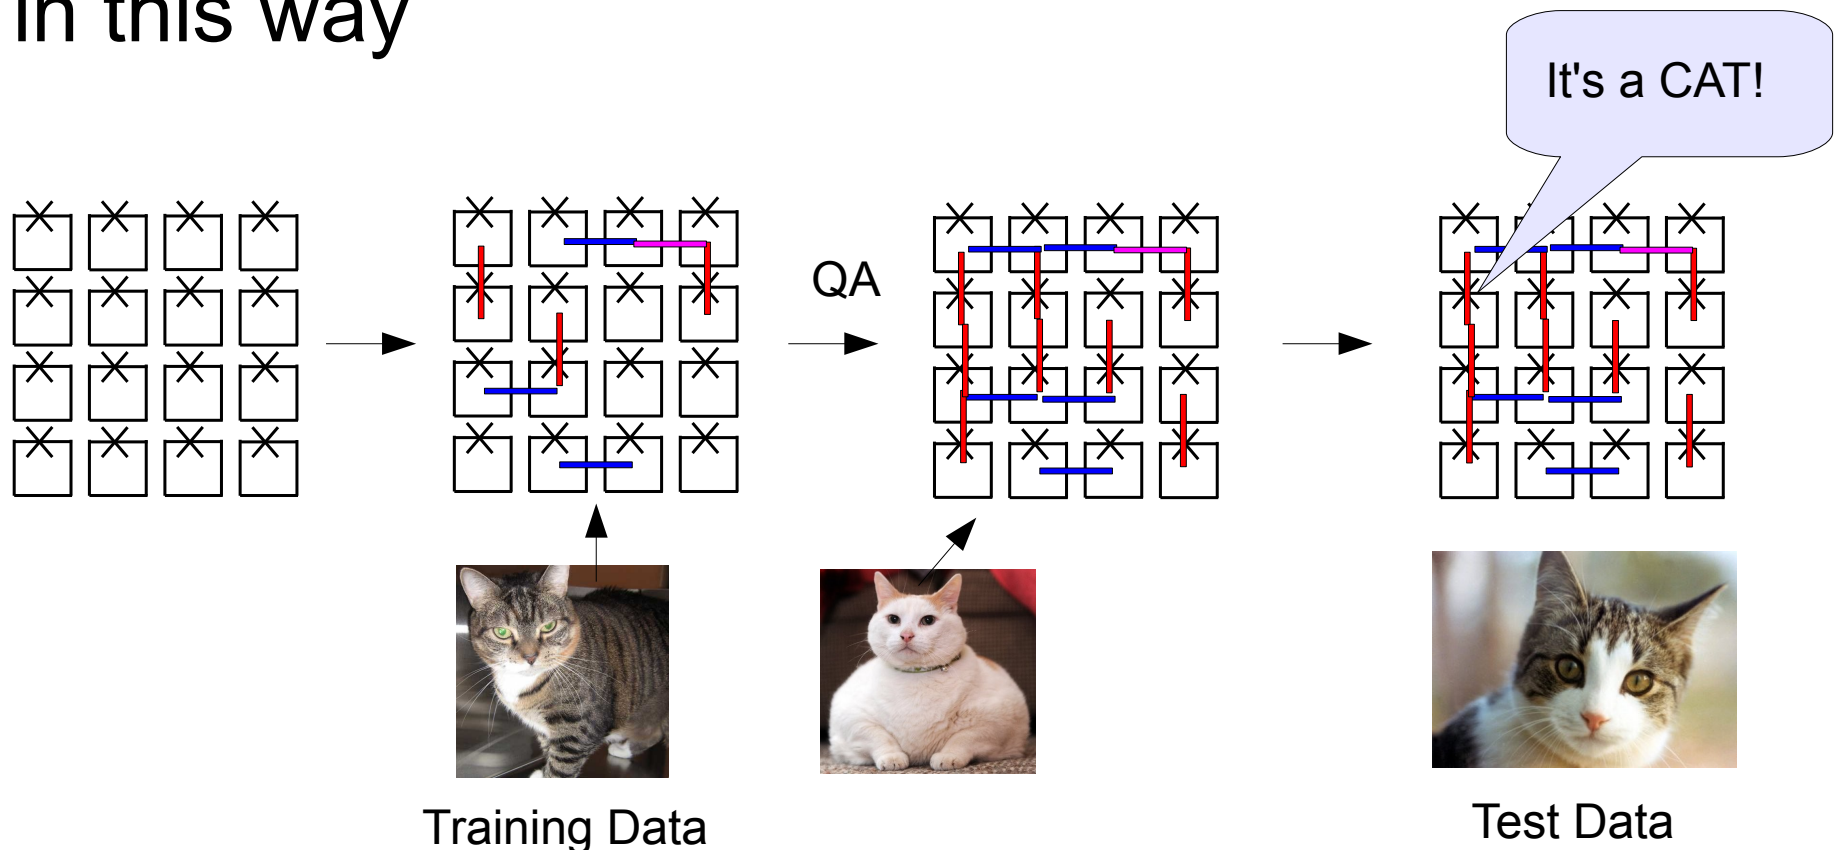 in this way
It's a CAT!
QA
Training Data
Test Data